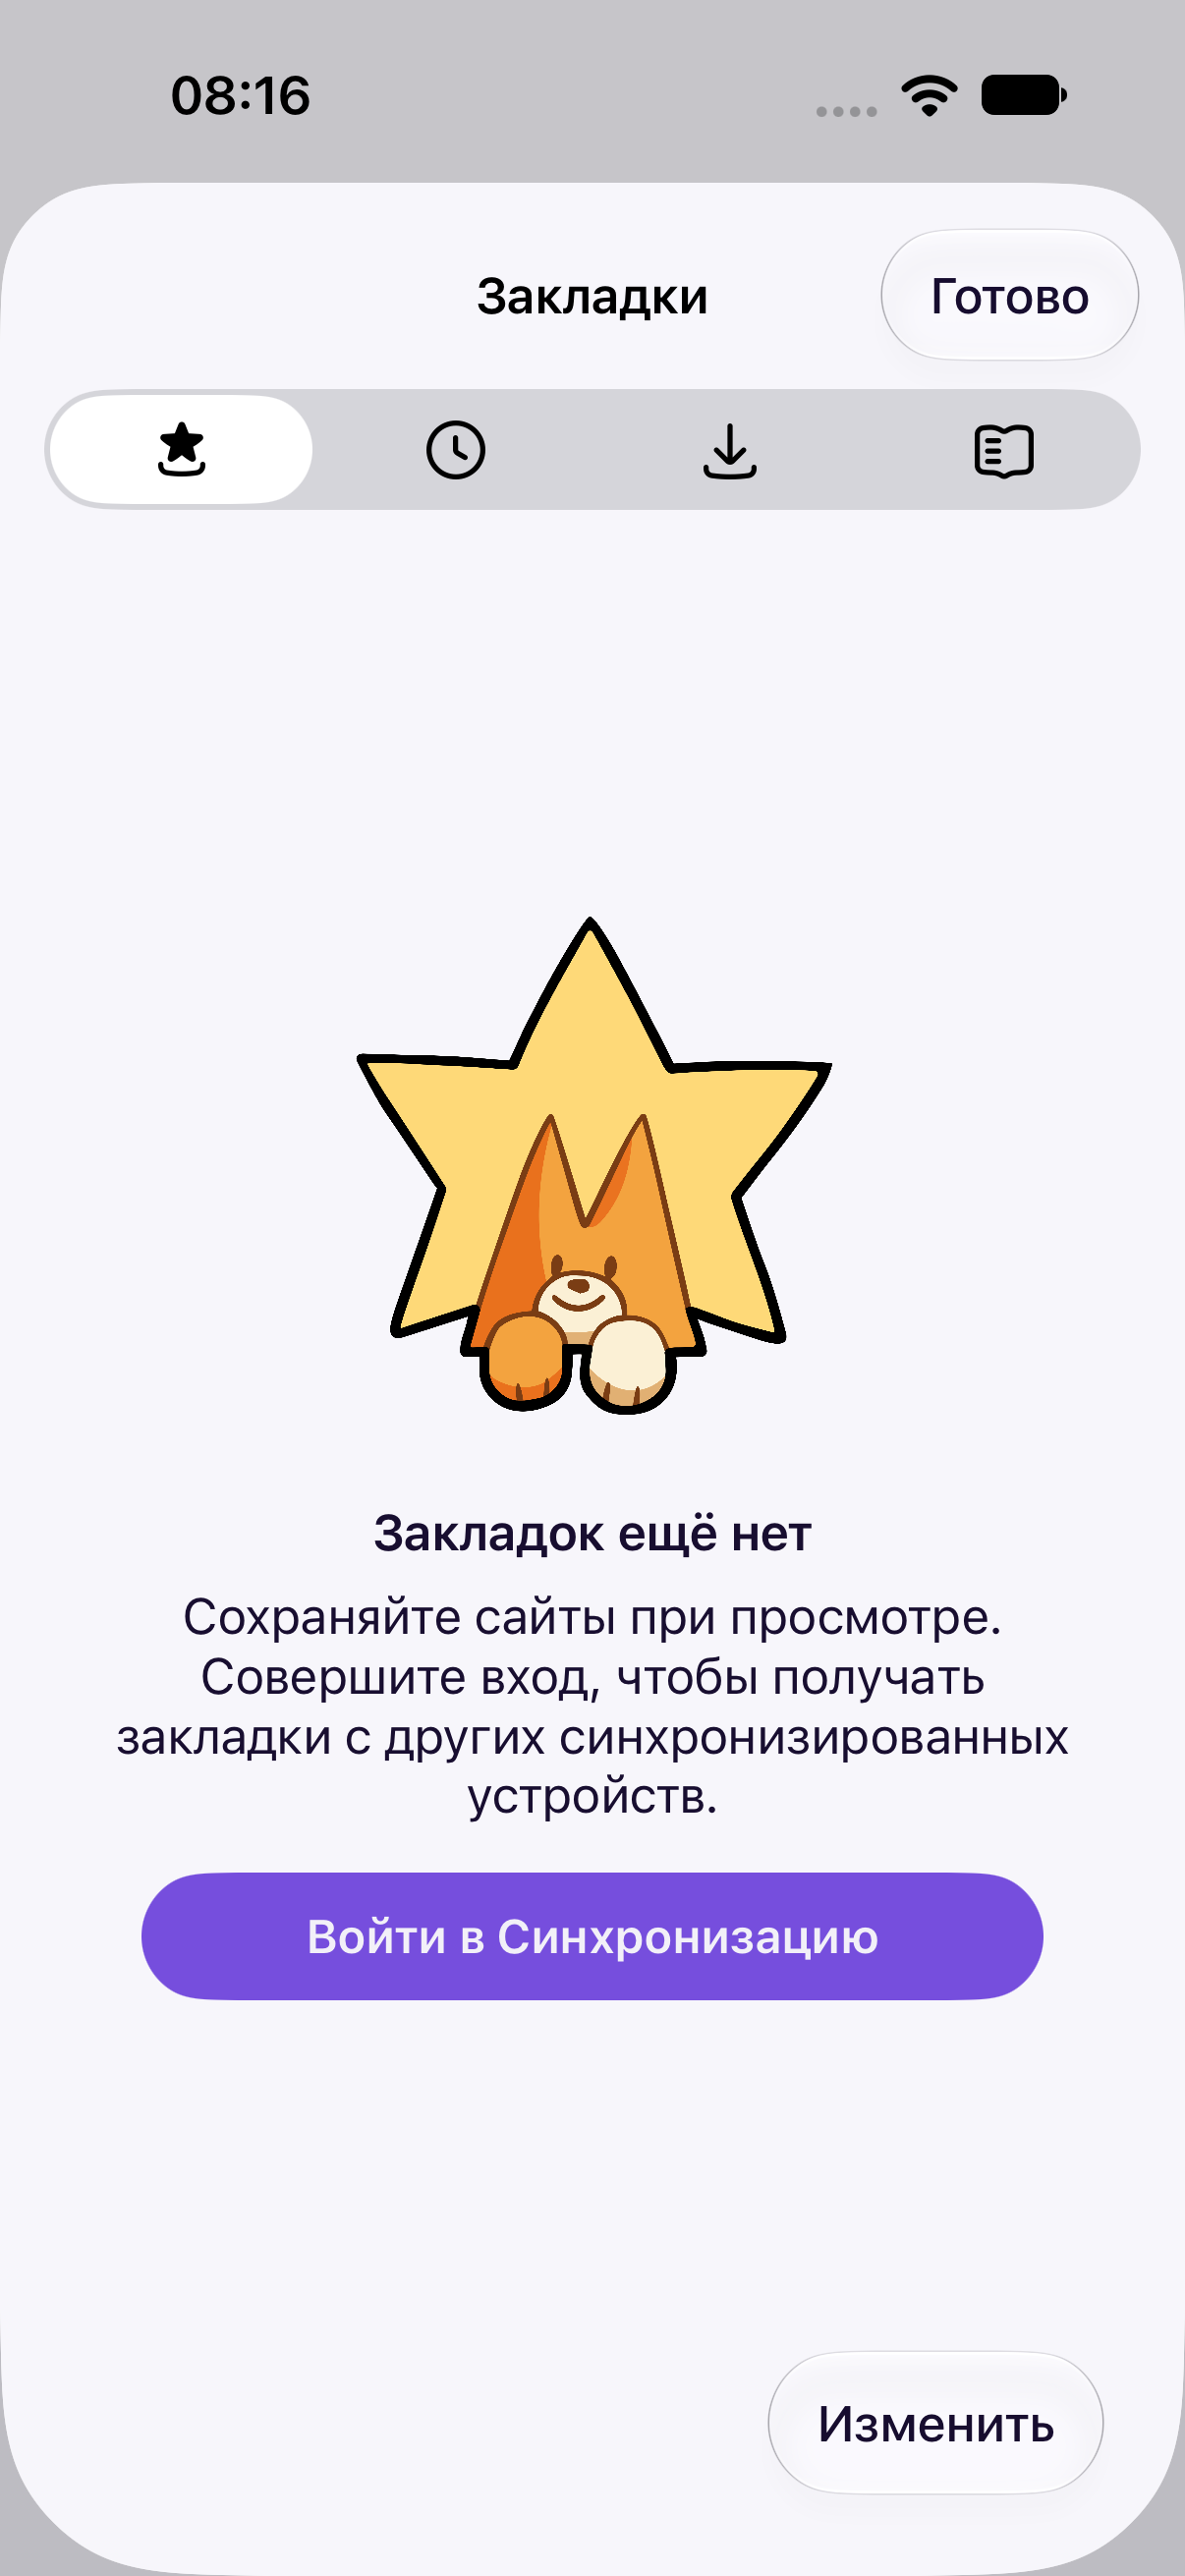 08:16
Закладки
Готово
Закладок ещё нет
Сохраняйте сайты при просмотре.
Совершите вход, чтобы получать
закладки с других синхронизированных
устройств.
Войти в Синхронизацию
Изменить